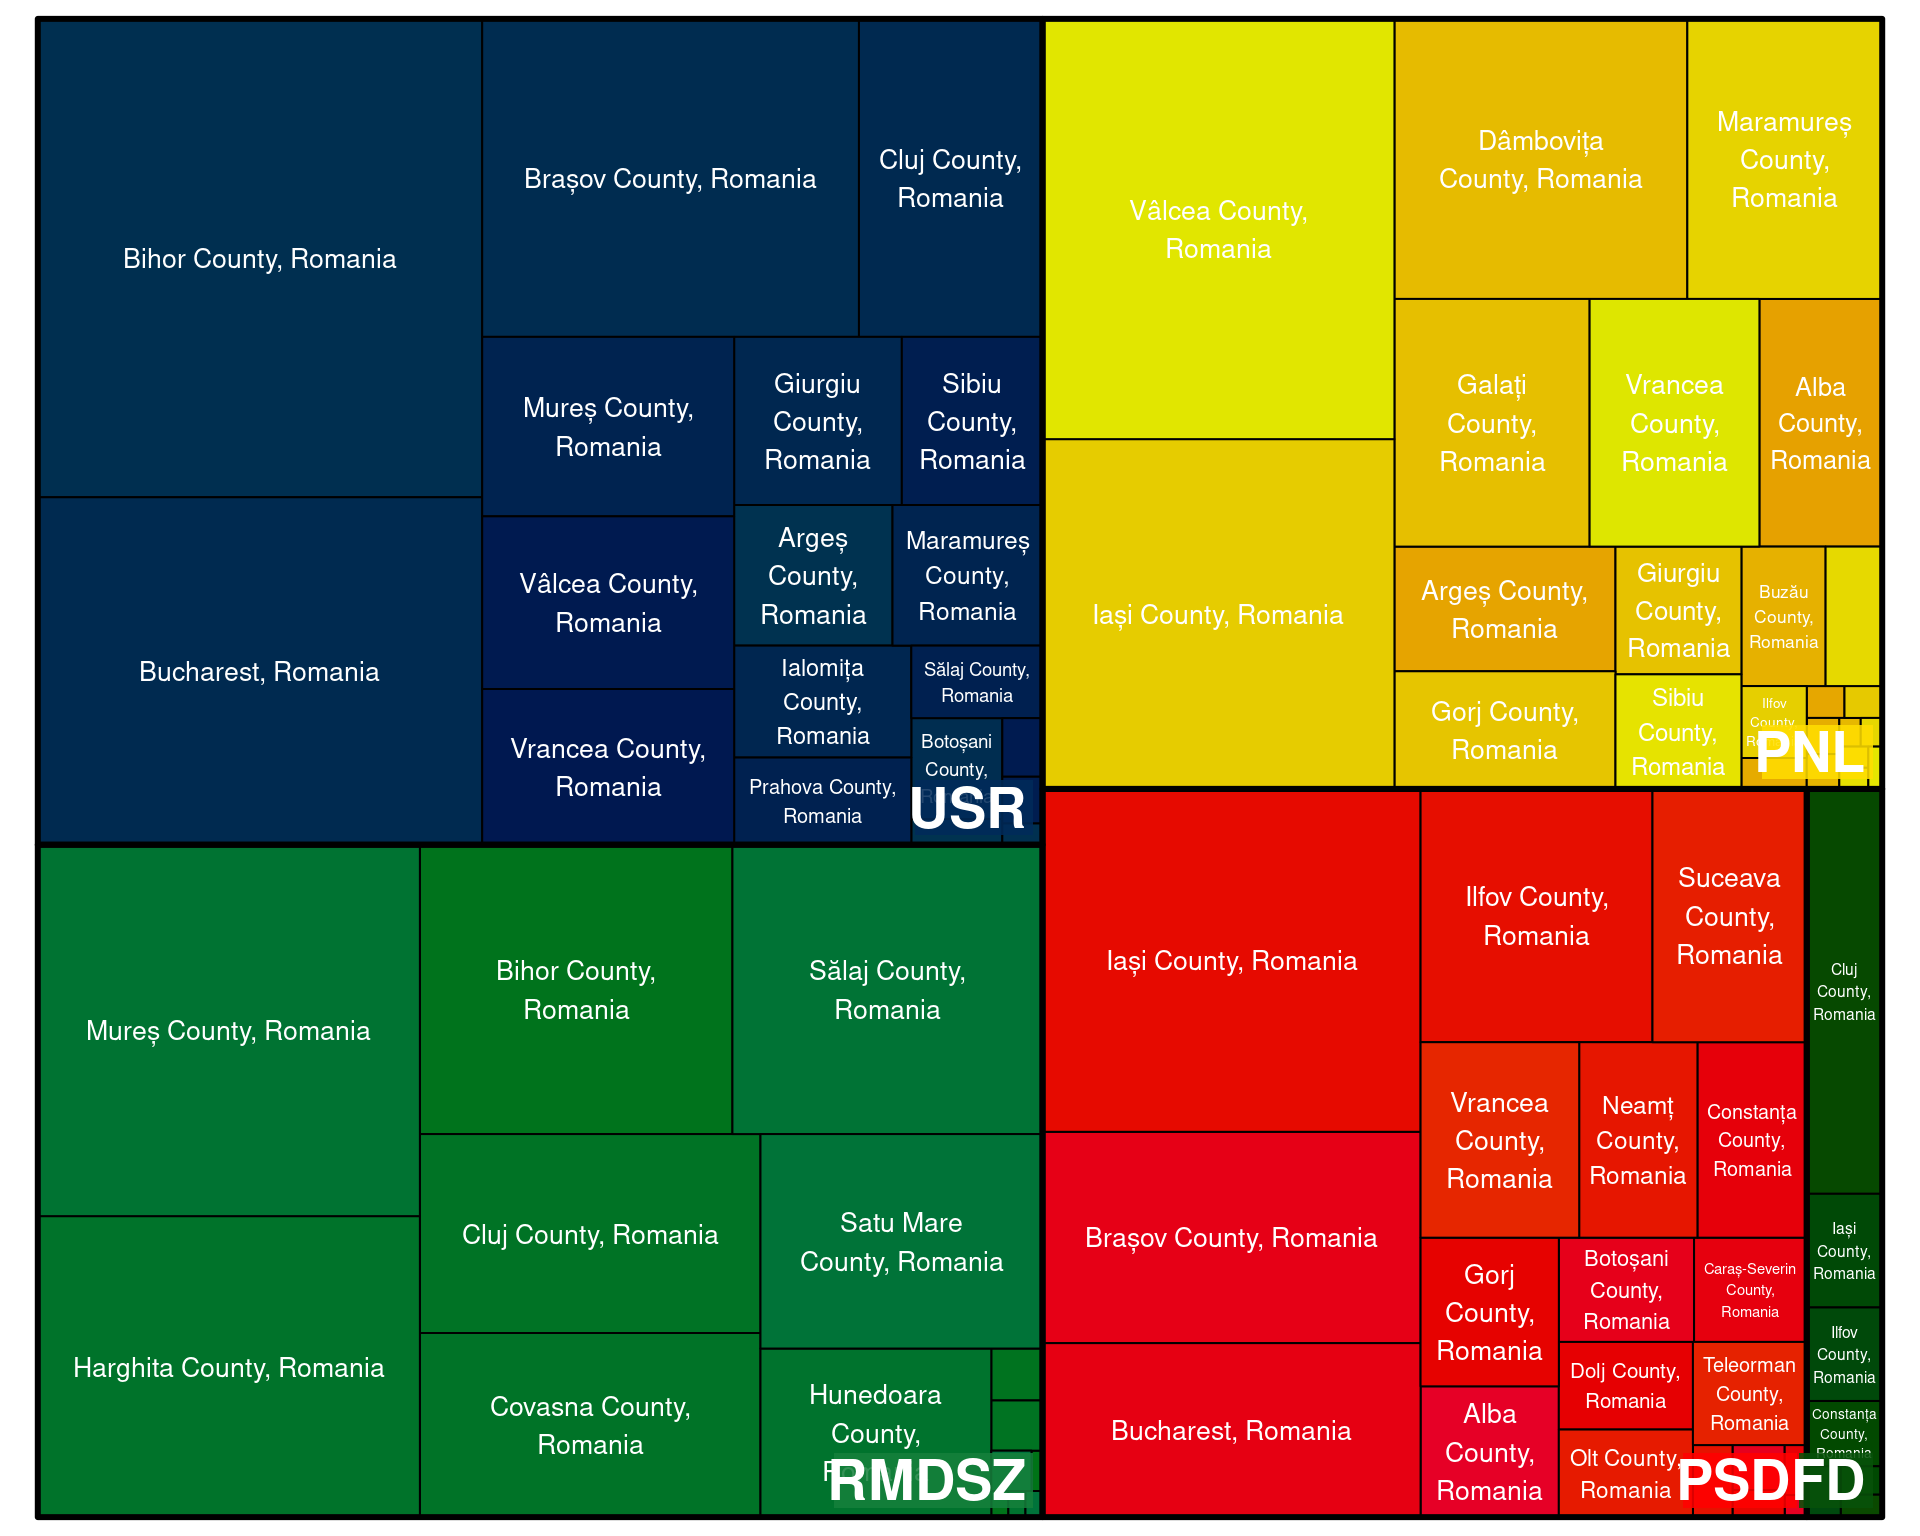 Bihor County, Romania
Bucharest, Romania
Brașov County, Romania
Cluj County,
Romania
Mureș County,
Romania
Giurgiu
County,
Romania
Sibiu
County,
Romania
Vâlcea County,
Romania
Argeș
County,
Romania
Maramureș
County,
Romania
Vrancea County,
Romania
Ialomița
County,
Romania
Sălaj County,
Romania
Prahova County,
Romania
Botoșani
County,
USR
Vâlcea County,
Romania
Iași County, Romania
Dâmbovița
County, Romania
Maramureș
County,
Romania
Galați
County,
Romania
Vrancea
County,
Romania
Alba
County,
Romania
Argeș County,
Romania
Gorj County,
Romania
Giurgiu
County,
Romania
Sibiu
County,
Romania
Buzău
County,
Romania
Ilfov
County,
PNL
Mureș County, Romania
Harghita County, Romania
Bihor County,
Romania
Sălaj County,
Romania
Cluj County, Romania
Satu Mare
County, Romania
Covasna County,
Romania
Hunedoara
County,
RMDSZ
Iași County, Romania
Brașov County, Romania
Bucharest, Romania
Ilfov County,
Romania
Suceava
County,
Romania
Vrancea
County,
Romania
Neamț
County,
Romania
Constanța
County,
Romania
Gorj
County,
Romania
Botoșani
County,
Romania
Caraș-Severin
County,
Romania
Dolj County,
Romania
Teleorman
County,
Romania
Alba
County,
Romania
Olt County,
Romania
Cluj
County,
Romania
Iași
County,
Romania
Ilfov
County,
Romania
Constanța
County,
Romania
PSDFD